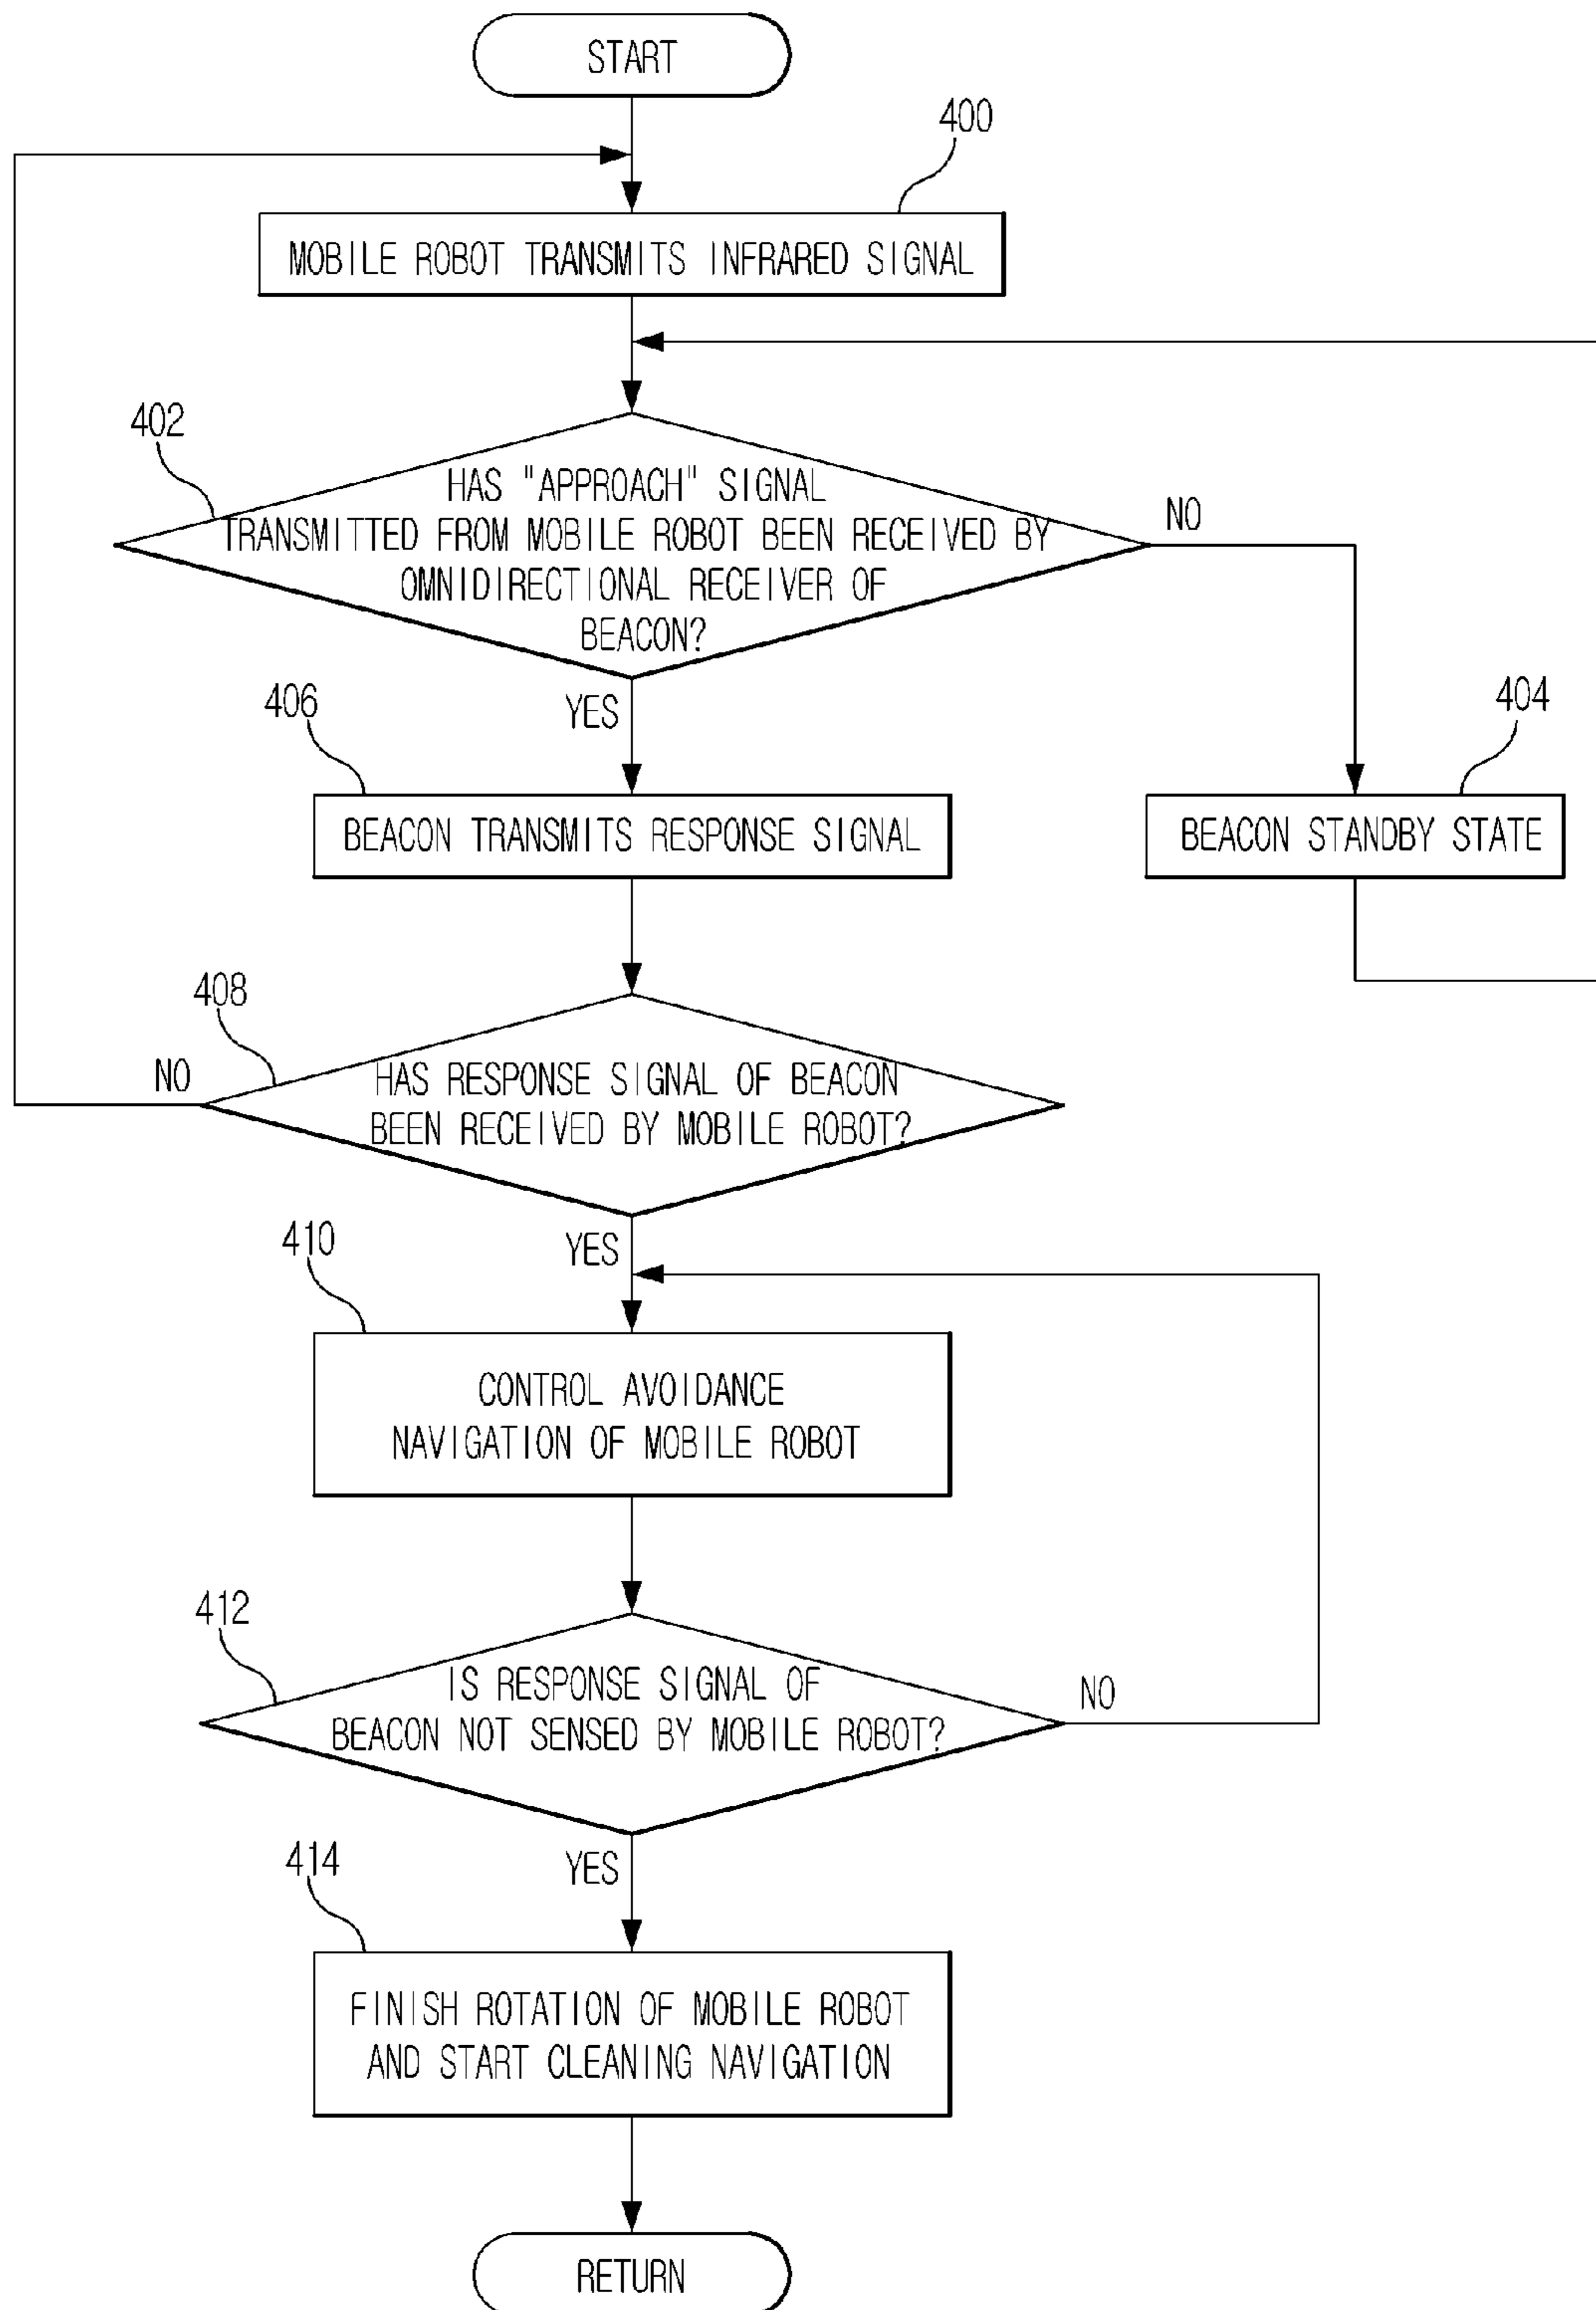 START
400
MOBILE ROBOT TRANSMITS INFRARED SIGNAL
402
HAS "APPROACH" SIGNAL
TRANSMITTED FROM MOBILE ROBOT BEEN RECEIVED BY
OMNIDIRECTIONAL RECEIVER OF
BEACON?
NO
YES
406
BEACON TRANSMITS RESPONSE SIGNAL
404
BEACON STANDBY STATE
408
NO
HAS RESPONSE SIGNAL OF BEACON
BEEN RECEIVED BY MOBILE ROBOT?
YES
410
CONTROL AVOIDANCE
NAVIGATION OF MOBILE ROBOT
412
IS RESPONSE SIGNAL OF
BEACON NOT SENSED BY MOBILE ROBOT?
NO
YES
414
FINISH ROTATION OF MOBILE ROBOT
AND START CLEANING NAVIGATION
RETURN